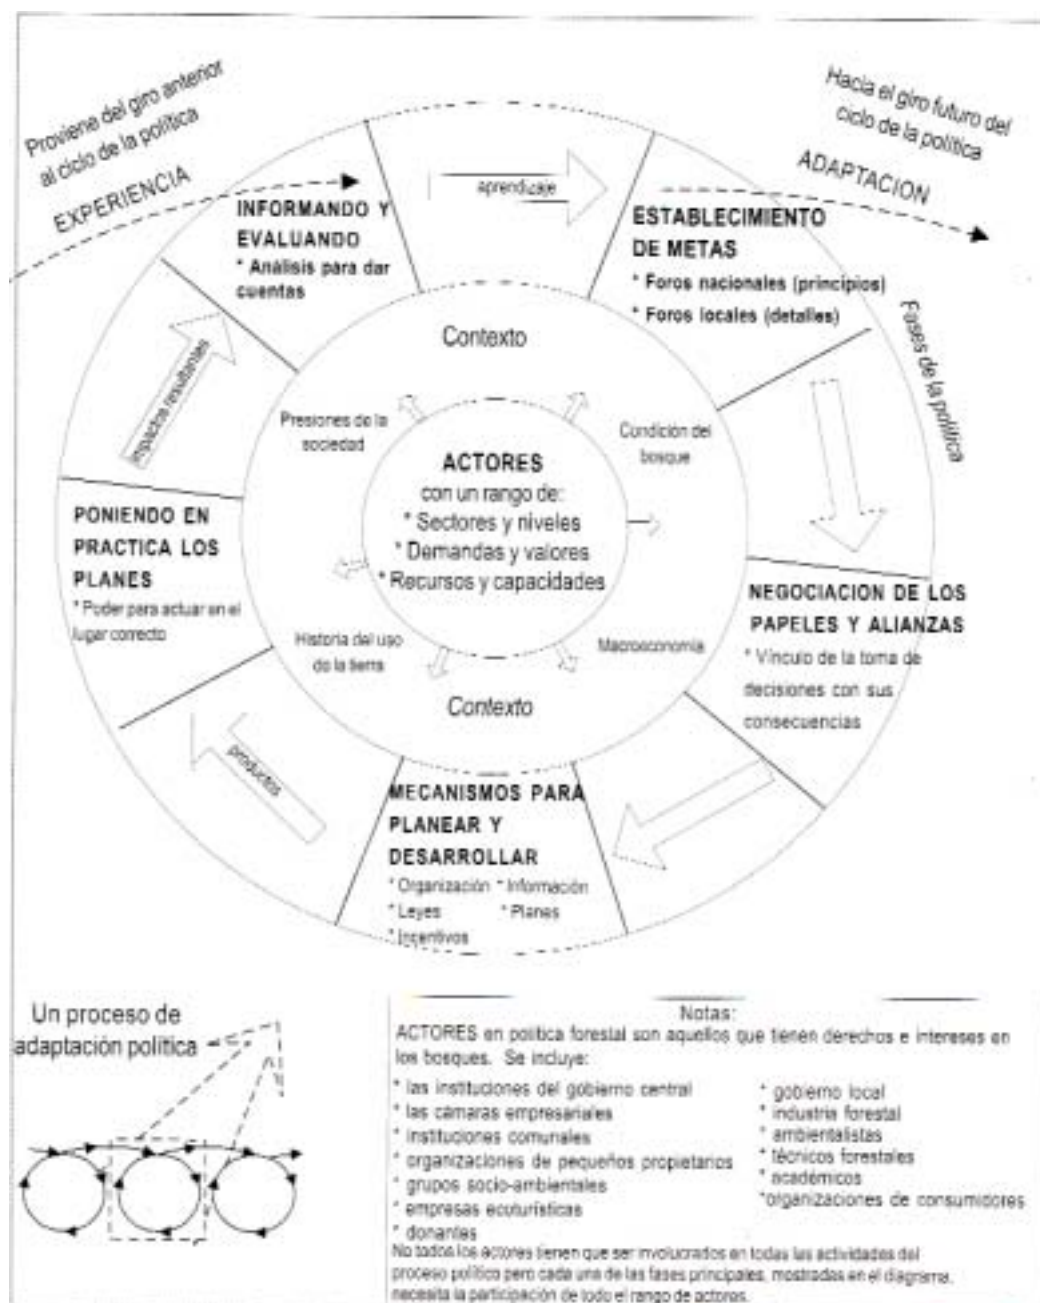 Proviene del giro anterior
al ciclo de la política
EXPERIENCIA
Hacia el giro futuro del
ciclo de la política
ADAPTACION
INFORMANDO Y
EVALUANDO
* Análisis para dar
cuentas
aprendizaje
ESTABLECIMIENTO
DE METAS
* Foros nacionales (principios)
* Foros locales (detalles)
Fases de la política
Contexto
impactos resultantes
Presiones de la
sociedad
Condición del
bosque
ACTORES
con un rango de:
* Sectores y niveles
* Demandas y valores
* Recursos y capacidades
PONIENDO EN
PRACTICA LOS
PLANES
* Poder para actuar en el
lugar correcto
NEGOCIACION DE LOS
PAPELES Y ALIANZAS
* Vínculo de la toma de
decisiones con sus
consecuencias
Historia del uso
de la tierra
Macroeconomía
Contexto
productos
MECANISMOS PARA
PLANEAR Y
DESARROLLAR
* Organización * Información
* Leyes * Planes
* Incentivos
Un proceso de
adaptación política
Notas:
ACTORES en política forestal son aquellos que tienen derechos e intereses en
los bosques. Se incluye:
* las instituciones del gobierno central
* las cámaras empresariales
* instituciones comunales
* organizaciones de pequeños propietarios
* grupos socio-ambientales
* empresas ecoturísticas
* donantes
* gobierno local
* industria forestal
* ambientalistas
* técnicos forestales
* académicos
*organizaciones de consumidores
No todos los actores tienen que ser involucrados en todas las actividades del
proceso político pero cada una de las fases principales, mostradas en el diagrama,
necesita la participación de todo el rango de actores.